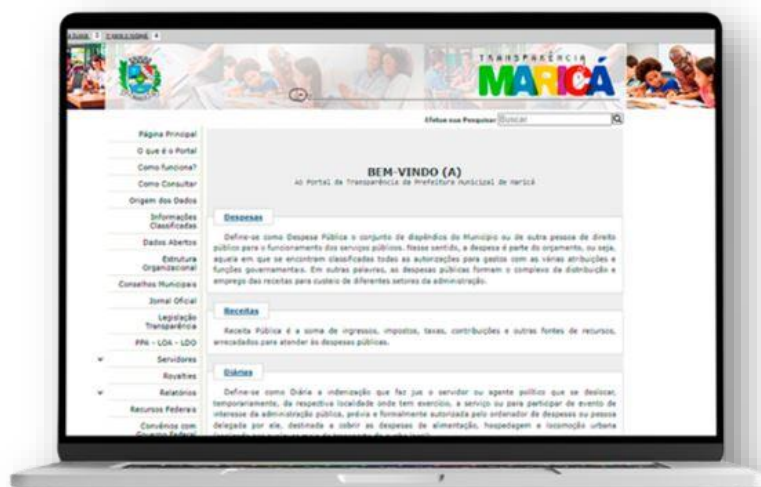 TRANSPARÊNCIA
MARICÁ
Efetue sua Pesquisar Buscar
Página Principal
O que é o Portal
Como funciona?
Como Consultar
Origem dos Dados
Informações
Classificadas
Dados Abertos
Estrutura
Organizacional
Conselhos Municipais
Jornal Oficial
Legislação
Transparência
PPA - LOA - LDO
Servidores
Royalties
Relatórios
Recursos Federais
Convênios com
Governo Federal
BEM-VINDO (A)
Ao Portal da Transparência da Prefeitura Municipal de Maricá
Despesas
Define-se como Despesa Pública o conjunto de dispêndios do Município ou de outra pessoa de direito
público para o funcionamento dos serviços públicos. Nesse sentido, a despesa é parte do orçamento, ou seja,
aquela em que se encontram classificadas todas as autorizações para gastos com as várias atribuições e
funções governamentais. Em outras palavras, as despesas públicas formam o complexo da distribuição e
emprego das receitas para custeio de diferentes setores da administração.
Receitas
Receita Pública é a soma de ingressos, impostos, taxas, contribuições e outras fontes de recursos,
arrecadados para atender às despesas públicas.
Diárias
Define-se como Diária a indenização que faz jus o servidor ou agente político que se deslocar,
temporariamente, da respectiva localidade onde tem exercício, a serviço ou para participar de evento de
interesse da administração pública, prévia e formalmente autorizada pelo ordenador de despesas ou pessoa
delegada por ele, destinada a cobrir as despesas de alimentação, hospedagem e locomoção urbana